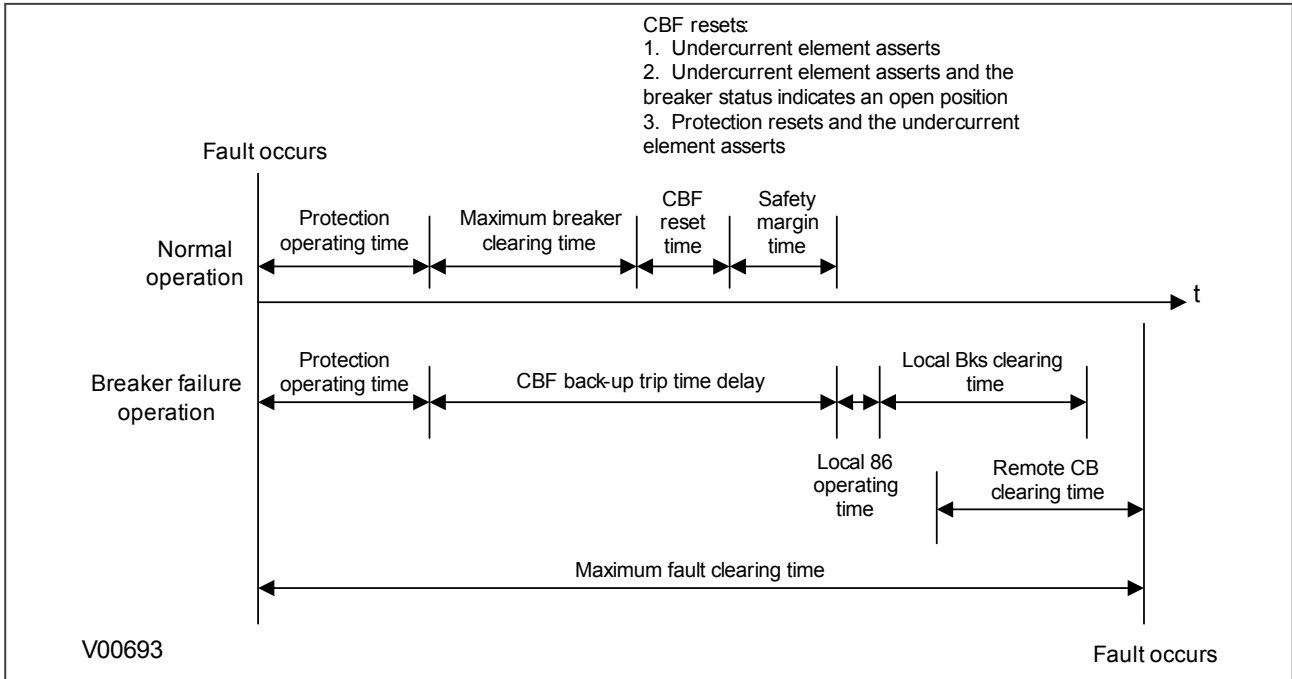 CBF resets:
1. Undercurrent element asserts
2. Undercurrent element asserts and the
breaker status indicates an open position
3. Protection resets and the undercurrent
element asserts
Fault occurs
Normal
operation
Protection
operating time
Maximum breaker
clearing time
CBF
reset
time
Safety
margin
time
t
Breaker failure
operation
Protection
operating time
CBF back-up trip time delay
Local Bks clearing
time
Local 86
operating
time
Remote CB
clearing time
Maximum fault clearing time
V00693
Fault occurs